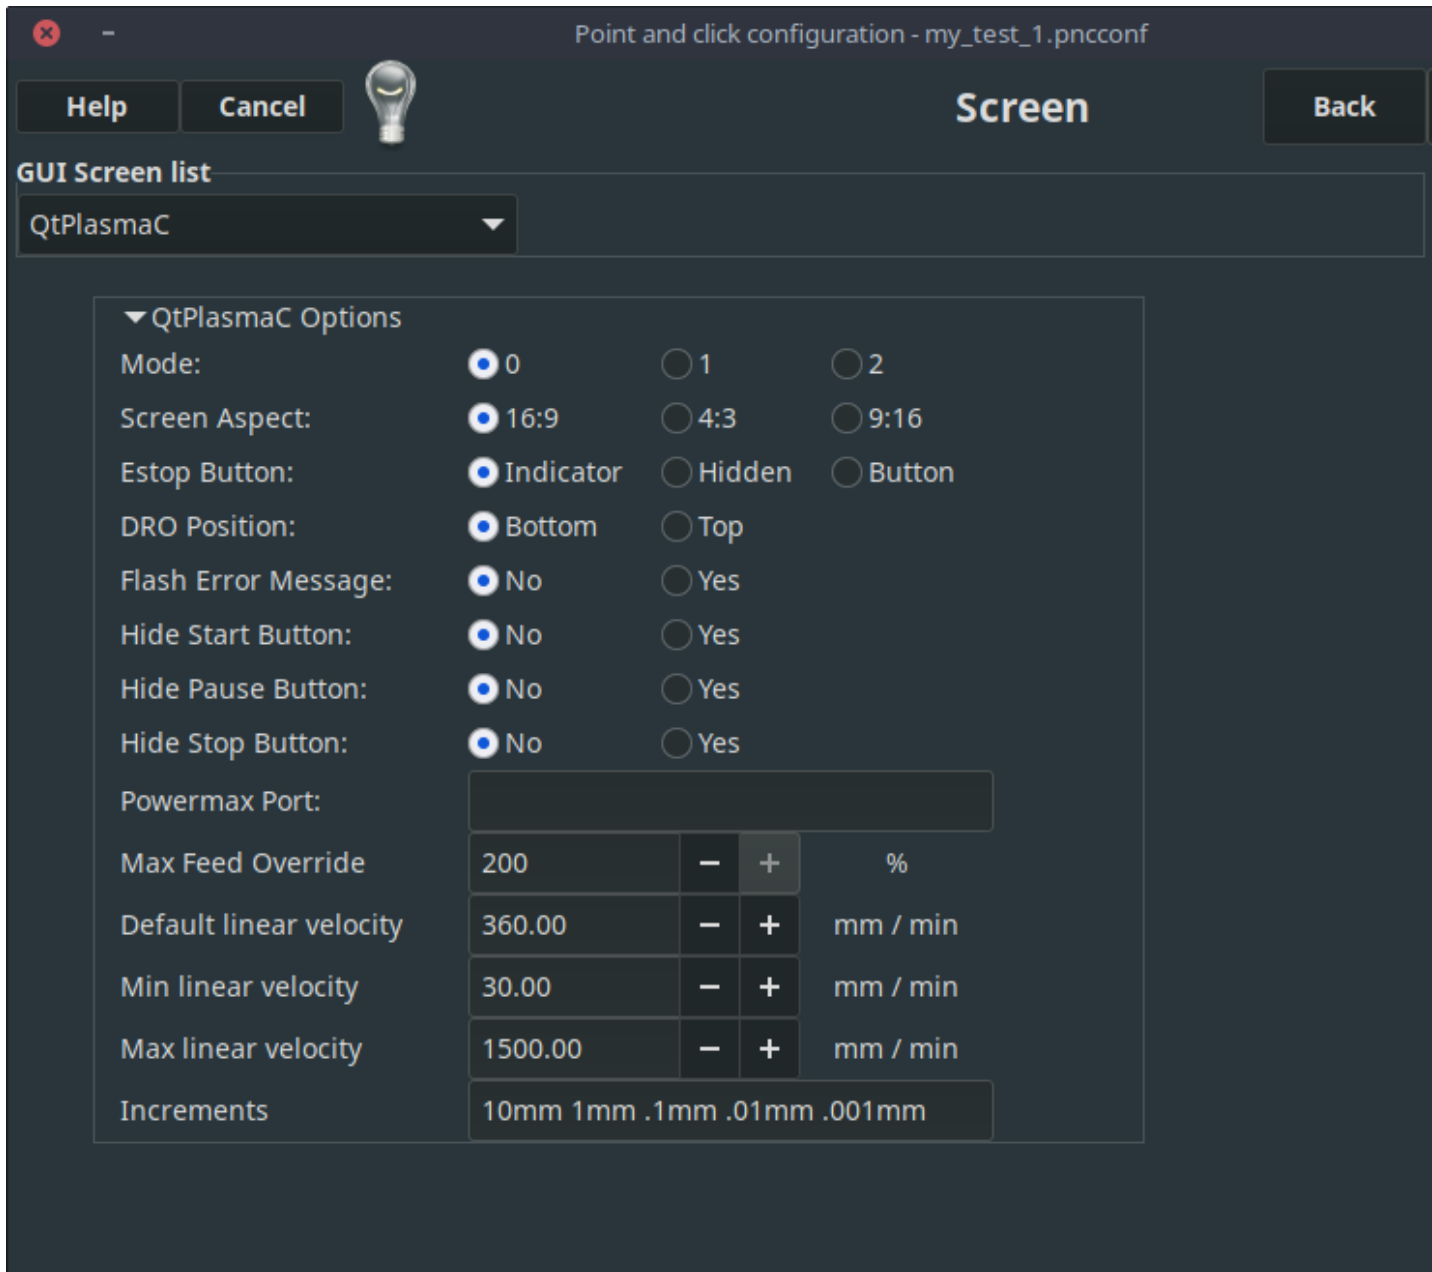 Point and click configuration - my_test_1.pncconf
Help Cancel Screen Back
GUI Screen list
QtPlasmaC
QtPlasmaC Options
Mode: 0 1 2
Screen Aspect: 16:9 4:3 9:16
Estop Button: Indicator Hidden Button
DRO Position: Bottom Top
Flash Error Message: No Yes
Hide Start Button: No Yes
Hide Pause Button: No Yes
Hide Stop Button: No Yes
Powermax Port:
Max Feed Override 200 − + %
Default linear velocity 360.00 − + mm / min
Min linear velocity 30.00 − + mm / min
Max linear velocity 1500.00 − + mm / min
Increments 10mm 1mm .1mm .01mm .001mm